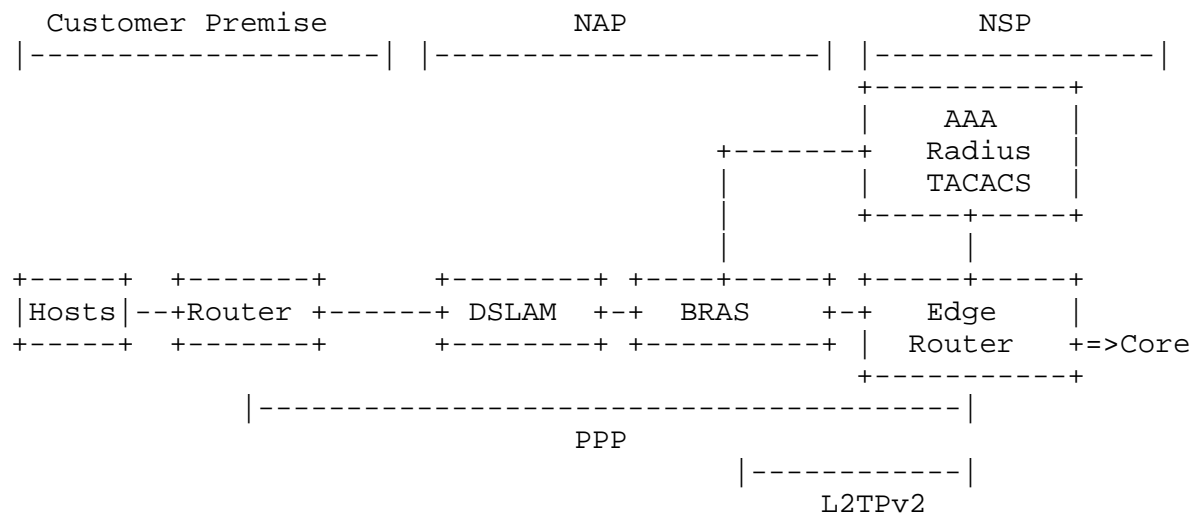 Customer Premise NAP NSP
AAA
Radius
TACACS
Hosts Router DSLAM BRAS Edge
Router =>Core
PPP
L2TPv2